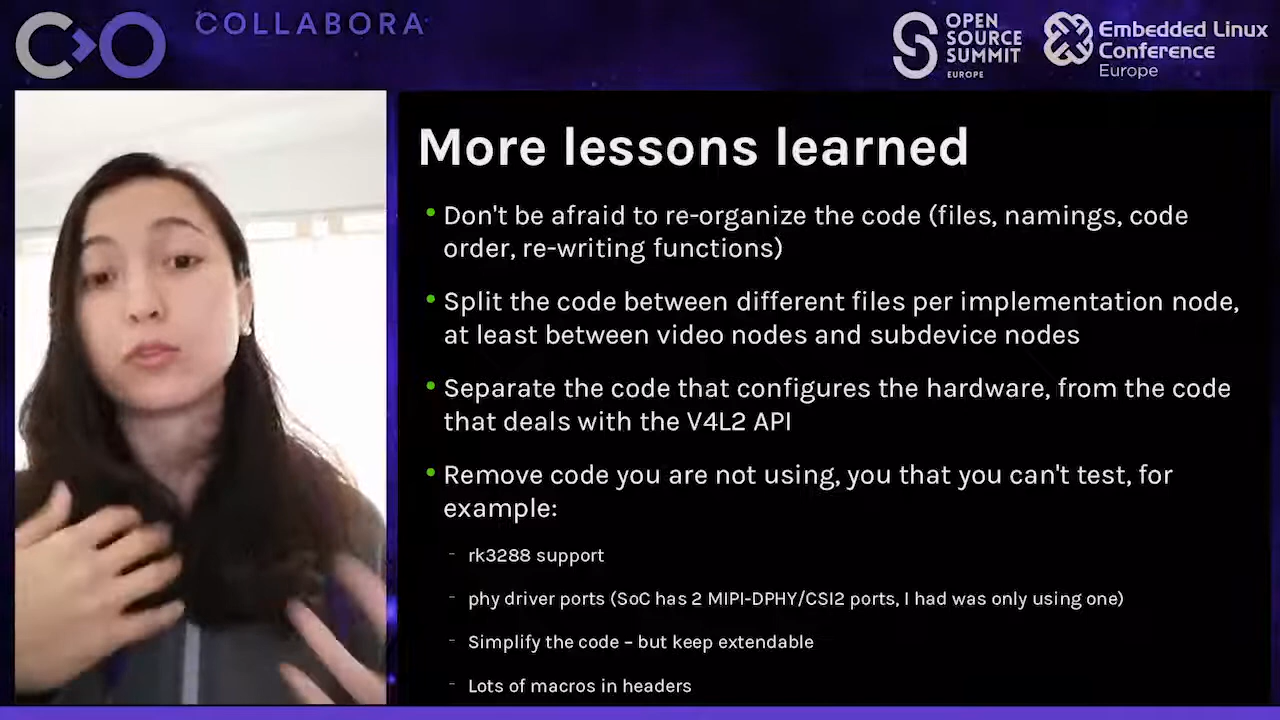 COLLABORA
OPEN
SOURCE
SUMMIT
EUROPE
Embedded Linux
Conference
Europe
More lessons learned
• Don't be afraid to re-organize the code (files, namings, code
order, re-writing functions)
• Split the code between different files per implementation node,
at least between video nodes and subdevice nodes
• Separate the code that configures the hardware, from the code
that deals with the V4L2 API
• Remove code you are not using, you that you can't test, for
example:
- rk3288 support
- phy driver ports (SoC has 2 MIPI-DPHY/CSI2 ports, I had was only using one)
- Simplify the code – but keep extendable
- Lots of macros in headers